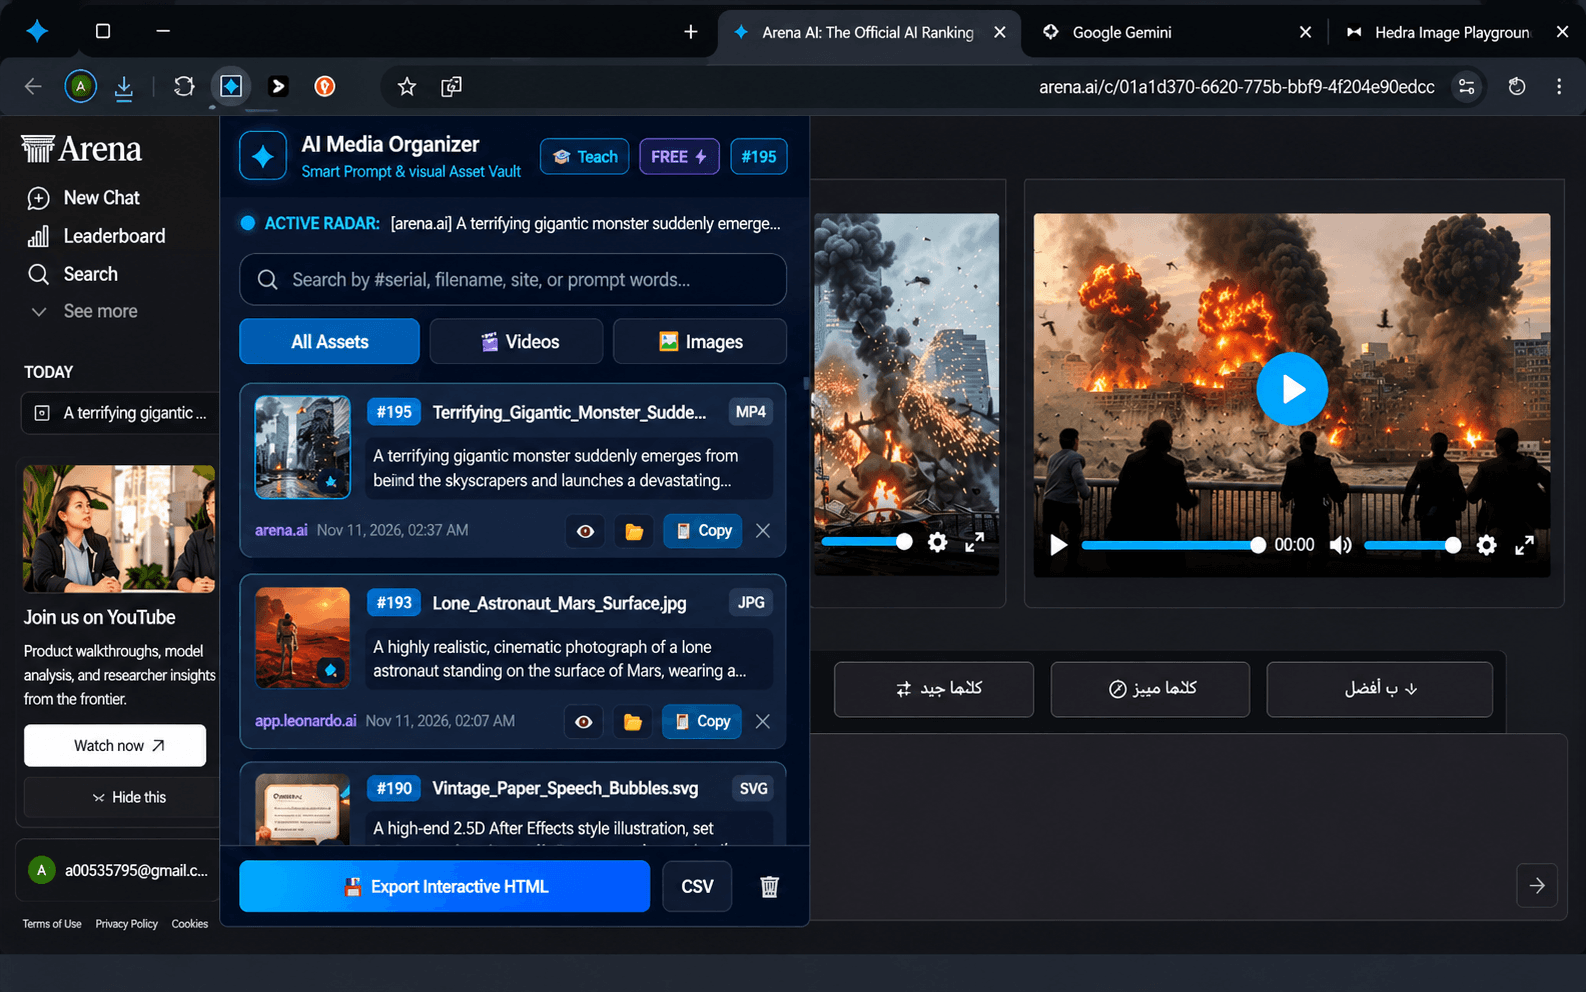 Arena AI: The Official AI Ranking
Google Gemini
Hedra Image Playgroun
A
arena.ai/c/01a1d370-6620-775b-bbf9-4f204e90edcc
Arena
New Chat
Leaderboard
Search
See more
TODAY
A terrifying gigantic ...
Join us on YouTube
Product walkthroughs, model
analysis, and researcher insights
from the frontier.
Watch now
Hide this
A
a00535795@gmail.c...
Terms of Use Privacy Policy Cookies
AI Media Organizer
Smart Prompt & visual Asset Vault
Teach
FREE
#195
ACTIVE RADAR: [arena.ai] A terrifying gigantic monster suddenly emerge...
Search by #serial, filename, site, or prompt words...
All Assets
Videos
Images
#195 Terrifying_Gigantic_Monster_Sudde... MP4
A terrifying gigantic monster suddenly emerges from
beiind the skyscrapers and launches a devastating...
arena.ai Nov 11, 2026, 02:37 AM
Copy
#193 Lone_Astronaut_Mars_Surface.jpg JPG
A highly realistic, cinematic photograph of a lone
astronaut standing on the surface of Mars, wearing a...
app.leonardo.ai Nov 11, 2026, 02:07 AM
Copy
#190 Vintage_Paper_Speech_Bubbles.svg SVG
A high-end 2.5D After Effects style illustration, set
Export Interactive HTML
CSV
00:00
كلاهما جيد
كلاهما مميز
ب أفضل